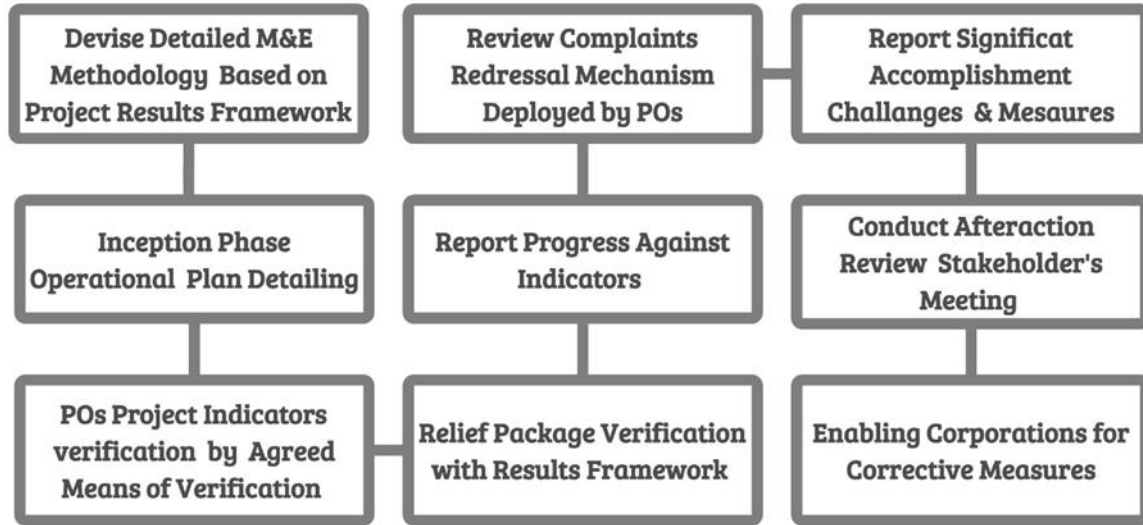 Devise Detailed M&E
Methodology Based on
Project Results Framework
Inception Phase
Operational Plan Detailing
POs Project Indicators
verification by Agreed
Means of Verification
Relief Package Verification
with Results Framework
Report Progress Against
Indicators
Review Complaints
Redressal Mechanism
Deployed by POs
Report Significat
Accomplishment
Challanges & Mesaures
Conduct Afteraction
Review Stakeholder's
Meeting
Enabling Corporations for
Corrective Measures